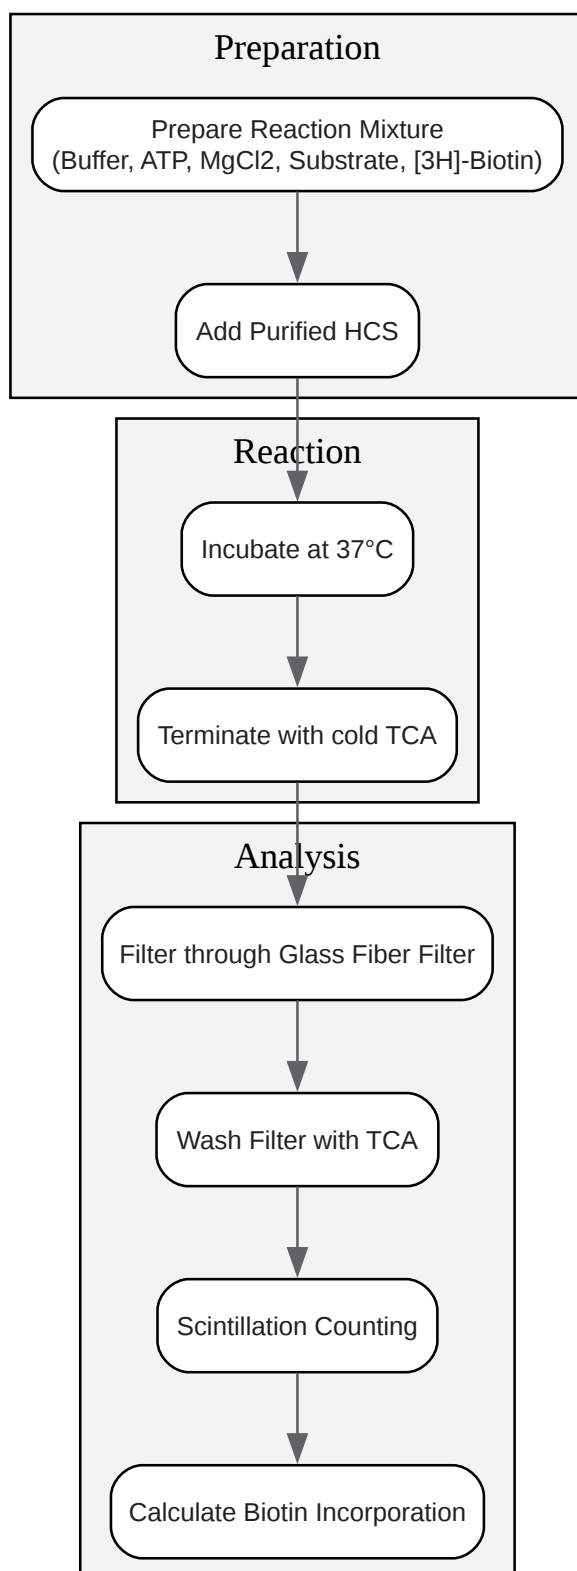 Preparation
Prepare Reaction Mixture
(Buffer, ATP, MgCl2, Substrate, [3H]-Biotin)
Add Purified HCS
Reaction
Incubate at 37°C
Terminate with cold TCA
Analysis
Filter through Glass Fiber Filter
Wash Filter with TCA
Scintillation Counting
Calculate Biotin Incorporation